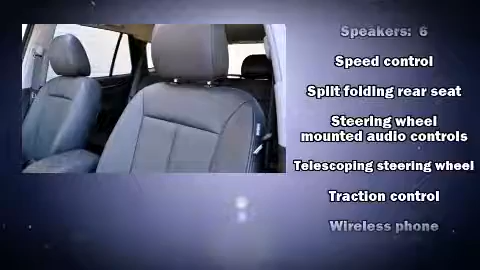 Speakers: 6
Speed control
Split folding rear seat
Steering wheel
mounted audio controls
Telescoping steering wheel
Traction control
Wireless phone